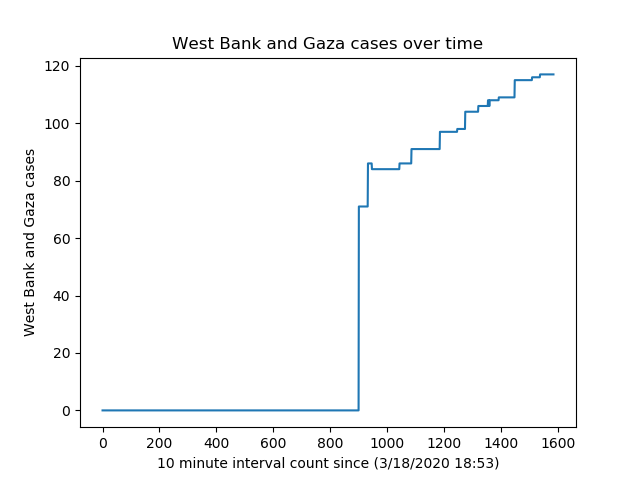 West Bank and Gaza cases over time
West Bank and Gaza cases
120
100
80
60
40
20
0
0 200 400 600 800 1000 1200 1400 1600
10 minute interval count since (3/18/2020 18:53)